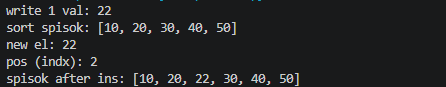 write 1 val: 22
sort spisok: [10, 20, 30, 40, 50]
new el: 22
pos (indx): 2
spisok after ins: [10, 20, 22, 30, 40, 50]